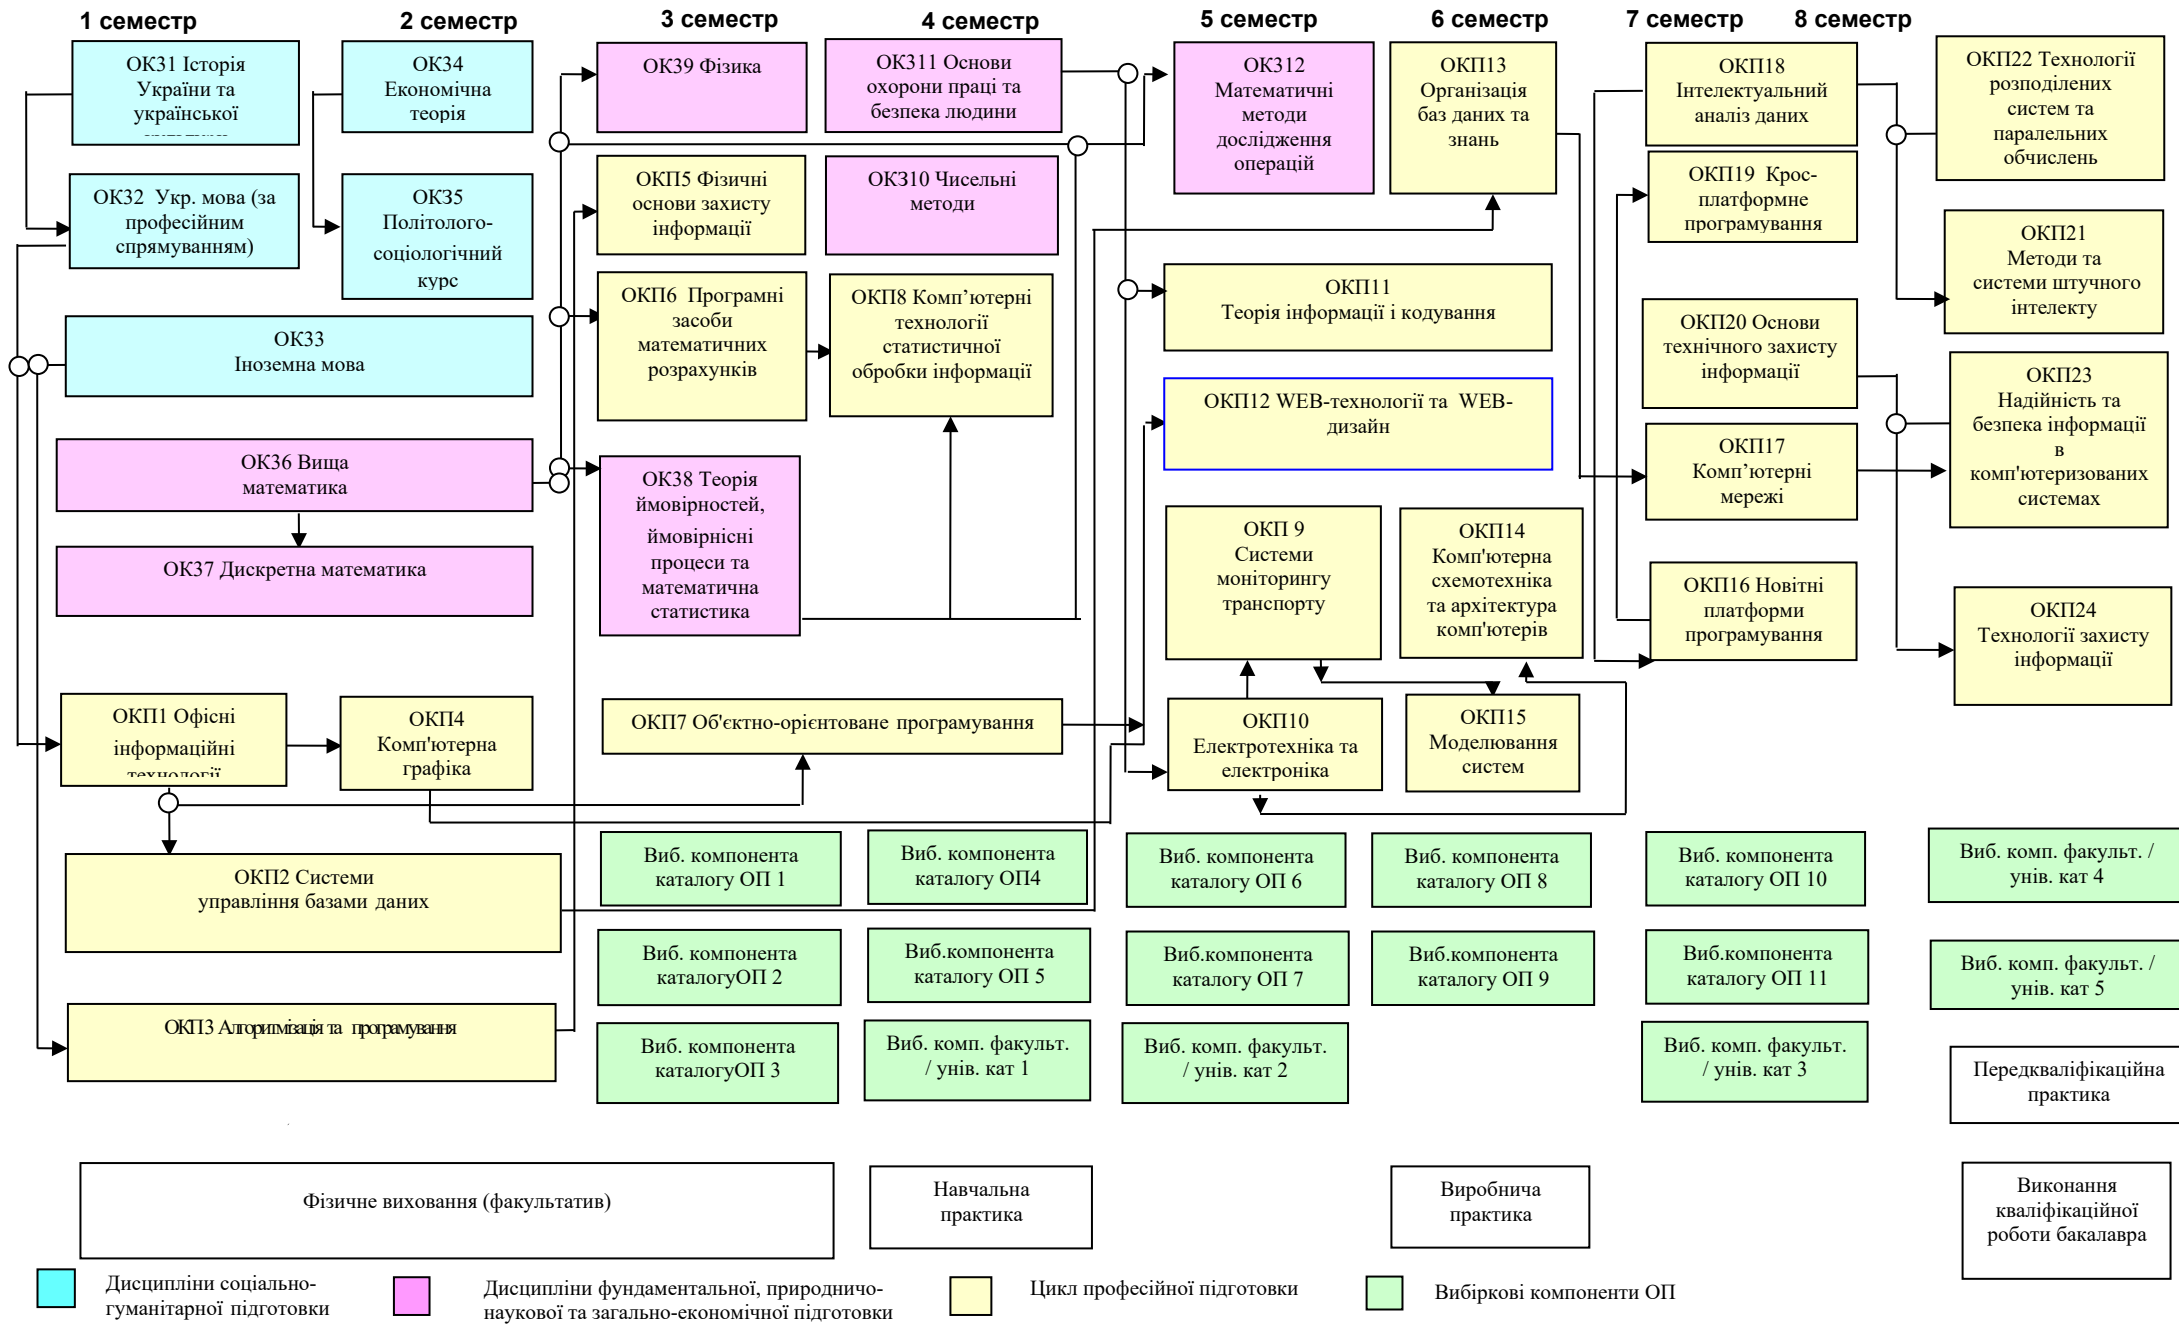 1 семестр
2 семестр
3 семестр
4 семестр
5 семестр
6 семестр
7 семестр
8 семестр
ОК31 Історія
України та
української
ОК32 Укр. мова (за
професійним
спрямуванням)
ОК34
Економічна
теорія
ОК35
Політолого-
соціологічний
курс
ОК33
Іноземна мова
ОК36 Вища
математика
ОК37 Дискретна математика
ОКП1 Офісні
інформаційні
технології
ОКП4
Комп'ютерна
графіка
ОКП2 Системи
управління базами даних
ОКП3 Алгоритмізація та програмування
ОК39 Фізика
ОКП5 Фізичні
основи захисту
інформації
ОКП6 Програмні
засоби
математичних
розрахунків
ОК38 Теорія
ймовірностей,
ймовірнісні
процеси та
математична
статистика
ОК311 Основи
охорони праці та
безпека людини
ОК310 Чисельні
методи
ОКП8 Комп’ютерні
технології
статистичної
обробки інформації
ОКП7 Об'єктно-орієнтоване програмування
ОК312
Математичні
методи
дослідження
операцій
ОКП13
Організація
баз даних та
знань
ОКП11
Теорія інформації і кодування
ОКП12 WEB-технології та WEB-
дизайн
ОКП 9
Системи
моніторингу
транспорту
ОКП14
Комп'ютерна
схемотехніка
та архітектура
комп'ютерів
ОКП10
Електротехніка та
електроніка
ОКП15
Моделювання
систем
ОКП18
Інтелектуальний
аналіз даних
ОКП19 Крос-
платформне
програмування
ОКП20 Основи
технічного захисту
інформації
ОКП17
Комп’ютерні
мережі
ОКП16 Новітні
платформи
програмування
ОКП22 Технології
розподілених
систем та
паралельних
обчислень
ОКП21
Методи та
системи штучного
інтелекту
ОКП23
Надійність та
безпека інформації
в
комп'ютеризованих
системах
ОКП24
Технології захисту
інформації
Виб. компонента
каталогу ОП 1
Виб. компонента
каталогу ОП4
Виб. компонента
каталогу ОП 6
Виб. компонента
каталогу ОП 8
Виб. компонента
каталогу ОП 10
Виб. комп. факульт. /
унів. кат 4
Виб. компонента
каталогуОП 2
Виб.компонента
каталогу ОП 5
Виб.компонента
каталогу ОП 7
Виб.компонента
каталогу ОП 9
Виб.компонента
каталогу ОП 11
Виб. комп. факульт. /
унів. кат 5
Виб. компонента
каталогуОП 3
Виб. комп. факульт.
/ унів. кат 1
Виб. комп. факульт.
/ унів. кат 2
Виб. комп. факульт.
/ унів. кат 3
Передкваліфікаційна
практика
Фізичне виховання (факультатив)
Навчальна
практика
Виробнича
практика
Виконання
кваліфікаційної
роботи бакалавра
Дисципліни соціально-
гуманітарної підготовки
Дисципліни фундаментальної, природничо-
наукової та загально-економічної підготовки
Цикл професійної підготовки
Вибіркові компоненти ОП